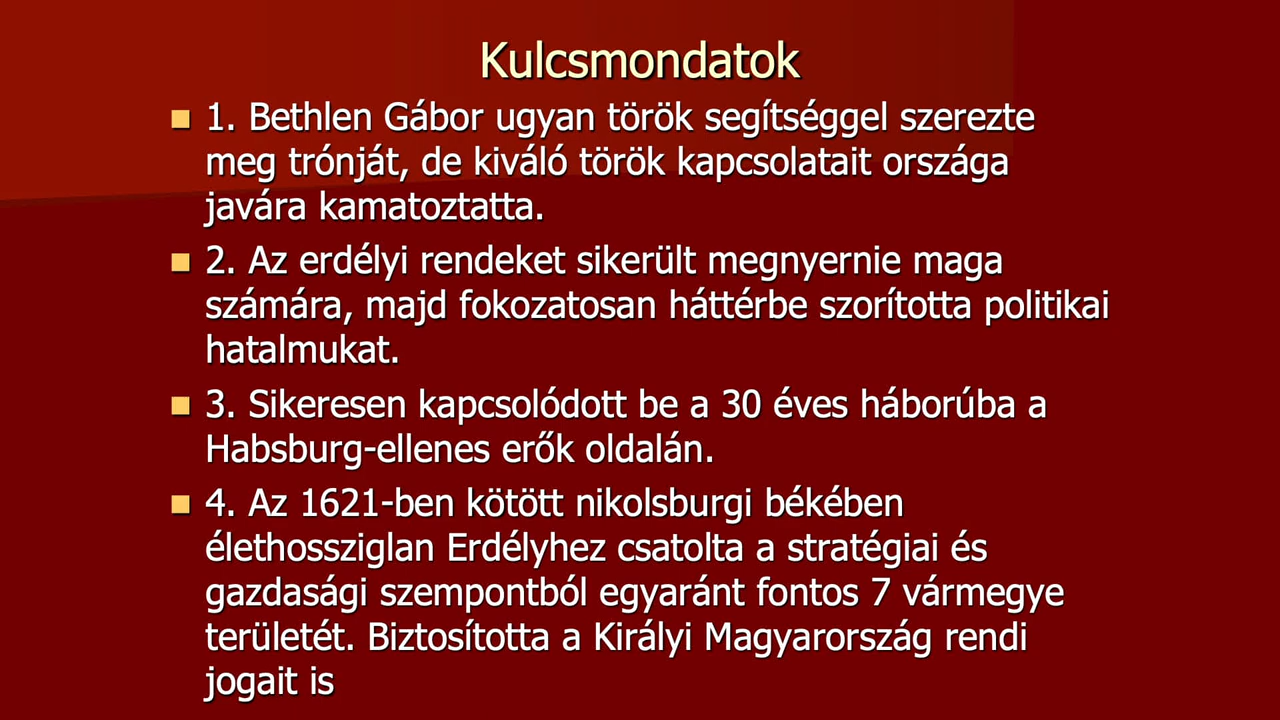 Kulcsmondatok
1. Bethlen Gábor ugyan török segítséggel szerezte
meg trónját, de kiváló török kapcsolatait országa
javára kamatoztatta.
2. Az erdélyi rendeket sikerült megnyernie maga
számára, majd fokozatosan háttérbe szorította politikai
hatalmukat.
3. Sikeresen kapcsolódott be a 30 éves háborúba a
Habsburg-ellenes erők oldalán.
4. Az 1621-ben kötött nikolsburgi békében
élethossziglan Erdélyhez csatolta a stratégiai és
gazdasági szempontból egyaránt fontos 7 vármegye
területét. Biztosította a Királyi Magyarország rendi
jogait is